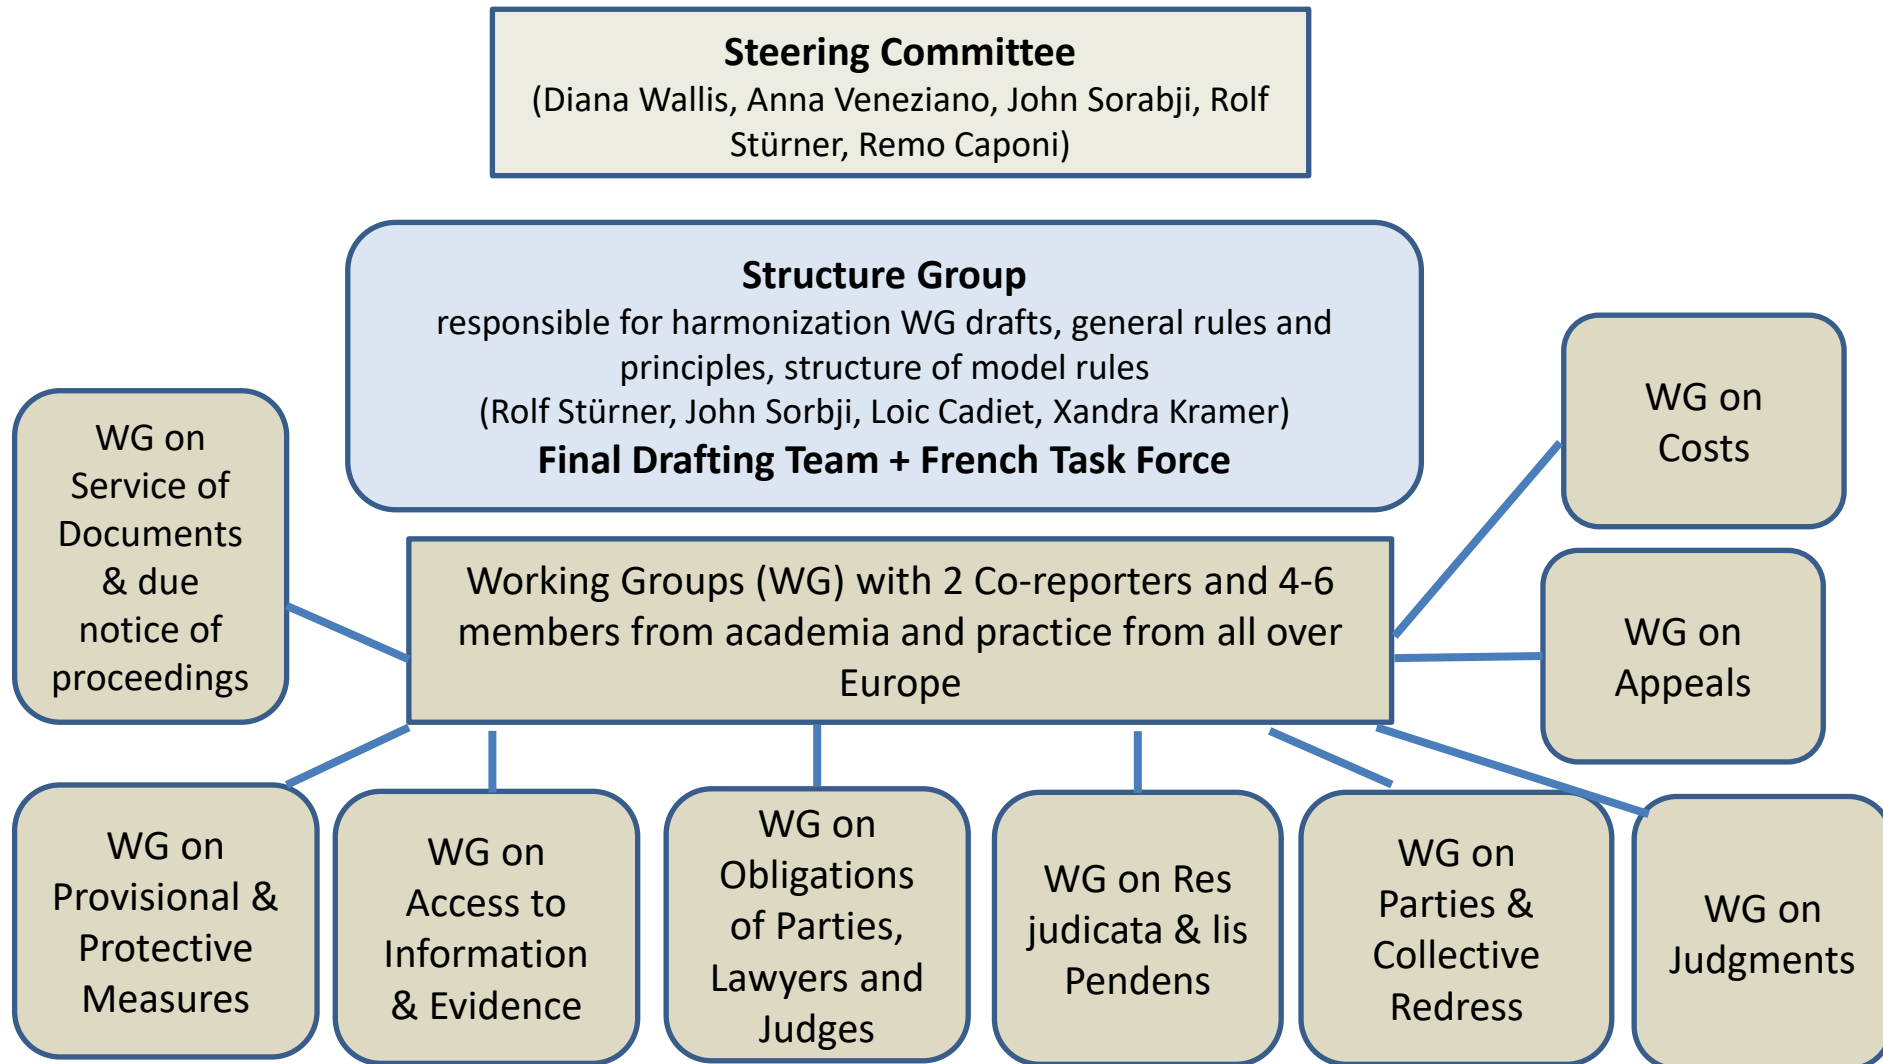 Steering Committee
(Diana Wallis, Anna Veneziano, John Sorabji, Rolf
Stürner, Remo Caponi)
Structure Group
responsible for harmonization WG drafts, general rules and
principles, structure of model rules
(Rolf Stürner, John Sorbji, Loic Cadiet, Xandra Kramer)
Final Drafting Team + French Task Force
WG on
Costs
WG on
Service of
Documents
& due
notice of
proceedings
Working Groups (WG) with 2 Co-reporters and 4-6
members from academia and practice from all over
Europe
WG on
Appeals
WG on
Provisional &
Protective
Measures
WG on
Access to
Information
& Evidence
WG on
Obligations
of Parties,
Lawyers and
Judges
WG on Res
judicata & lis
Pendens
WG on
Parties &
Collective
Redress
WG on
Judgments